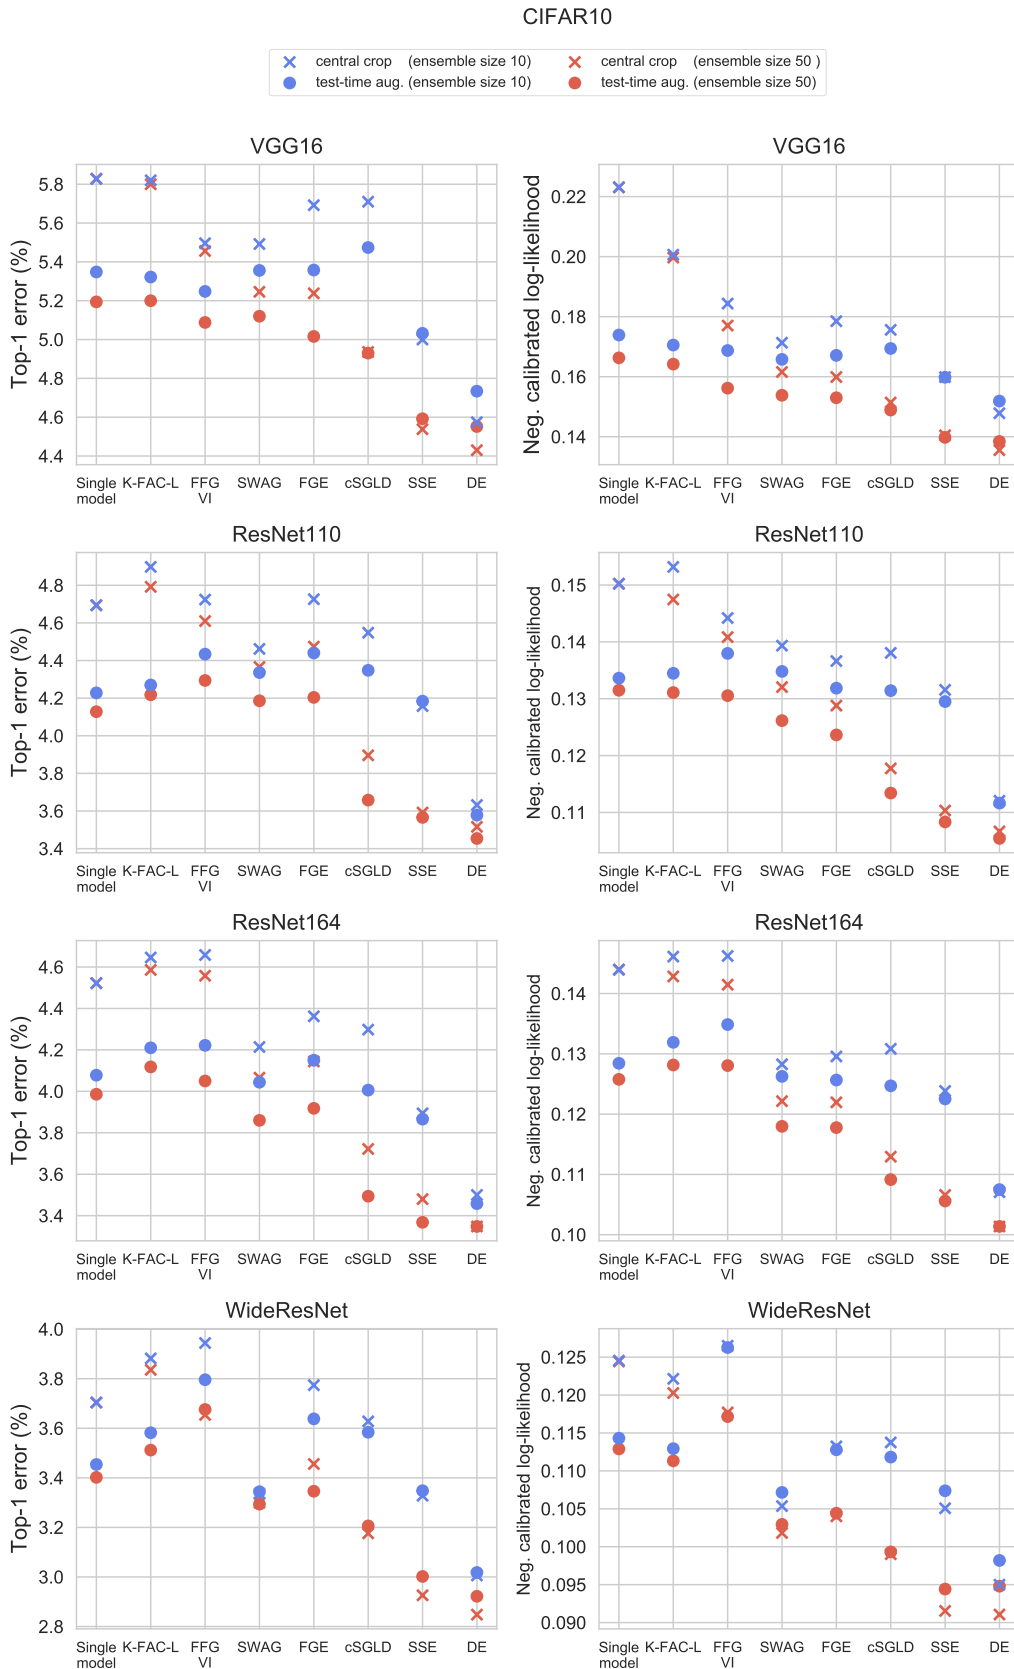 CIFAR10
central crop (ensemble size 10)
test-time aug. (ensemble size 10)
central crop (ensemble size 50 )
test-time aug. (ensemble size 50)
VGG16
Top-1 error (%)
5.8
5.6
5.4
5.2
5.0
4.8
4.6
4.4
Single model
K-FAC-L
FFG VI
SWAG
FGE
cSGLD
SSE
DE
VGG16
Neg. calibrated log-likelihood
0.22
0.20
0.18
0.16
0.14
Single model
K-FAC-L
FFG VI
SWAG
FGE
cSGLD
SSE
DE
ResNet110
Top-1 error (%)
4.8
4.6
4.4
4.2
4.0
3.8
3.6
3.4
Single model
K-FAC-L
FFG VI
SWAG
FGE
cSGLD
SSE
DE
ResNet110
Neg. calibrated log-likelihood
0.15
0.14
0.13
0.12
0.11
Single model
K-FAC-L
FFG VI
SWAG
FGE
cSGLD
SSE
DE
ResNet164
Top-1 error (%)
4.6
4.4
4.2
4.0
3.8
3.6
3.4
Single model
K-FAC-L
FFG VI
SWAG
FGE
cSGLD
SSE
DE
ResNet164
Neg. calibrated log-likelihood
0.14
0.13
0.12
0.11
0.10
Single model
K-FAC-L
FFG VI
SWAG
FGE
cSGLD
SSE
DE
WideResNet
Top-1 error (%)
4.0
3.8
3.6
3.4
3.2
3.0
2.8
Single model
K-FAC-L
FFG VI
SWAG
FGE
cSGLD
SSE
DE
WideResNet
Neg. calibrated log-likelihood
0.125
0.120
0.115
0.110
0.105
0.100
0.095
0.090
Single model
K-FAC-L
FFG VI
SWAG
FGE
cSGLD
SSE
DE